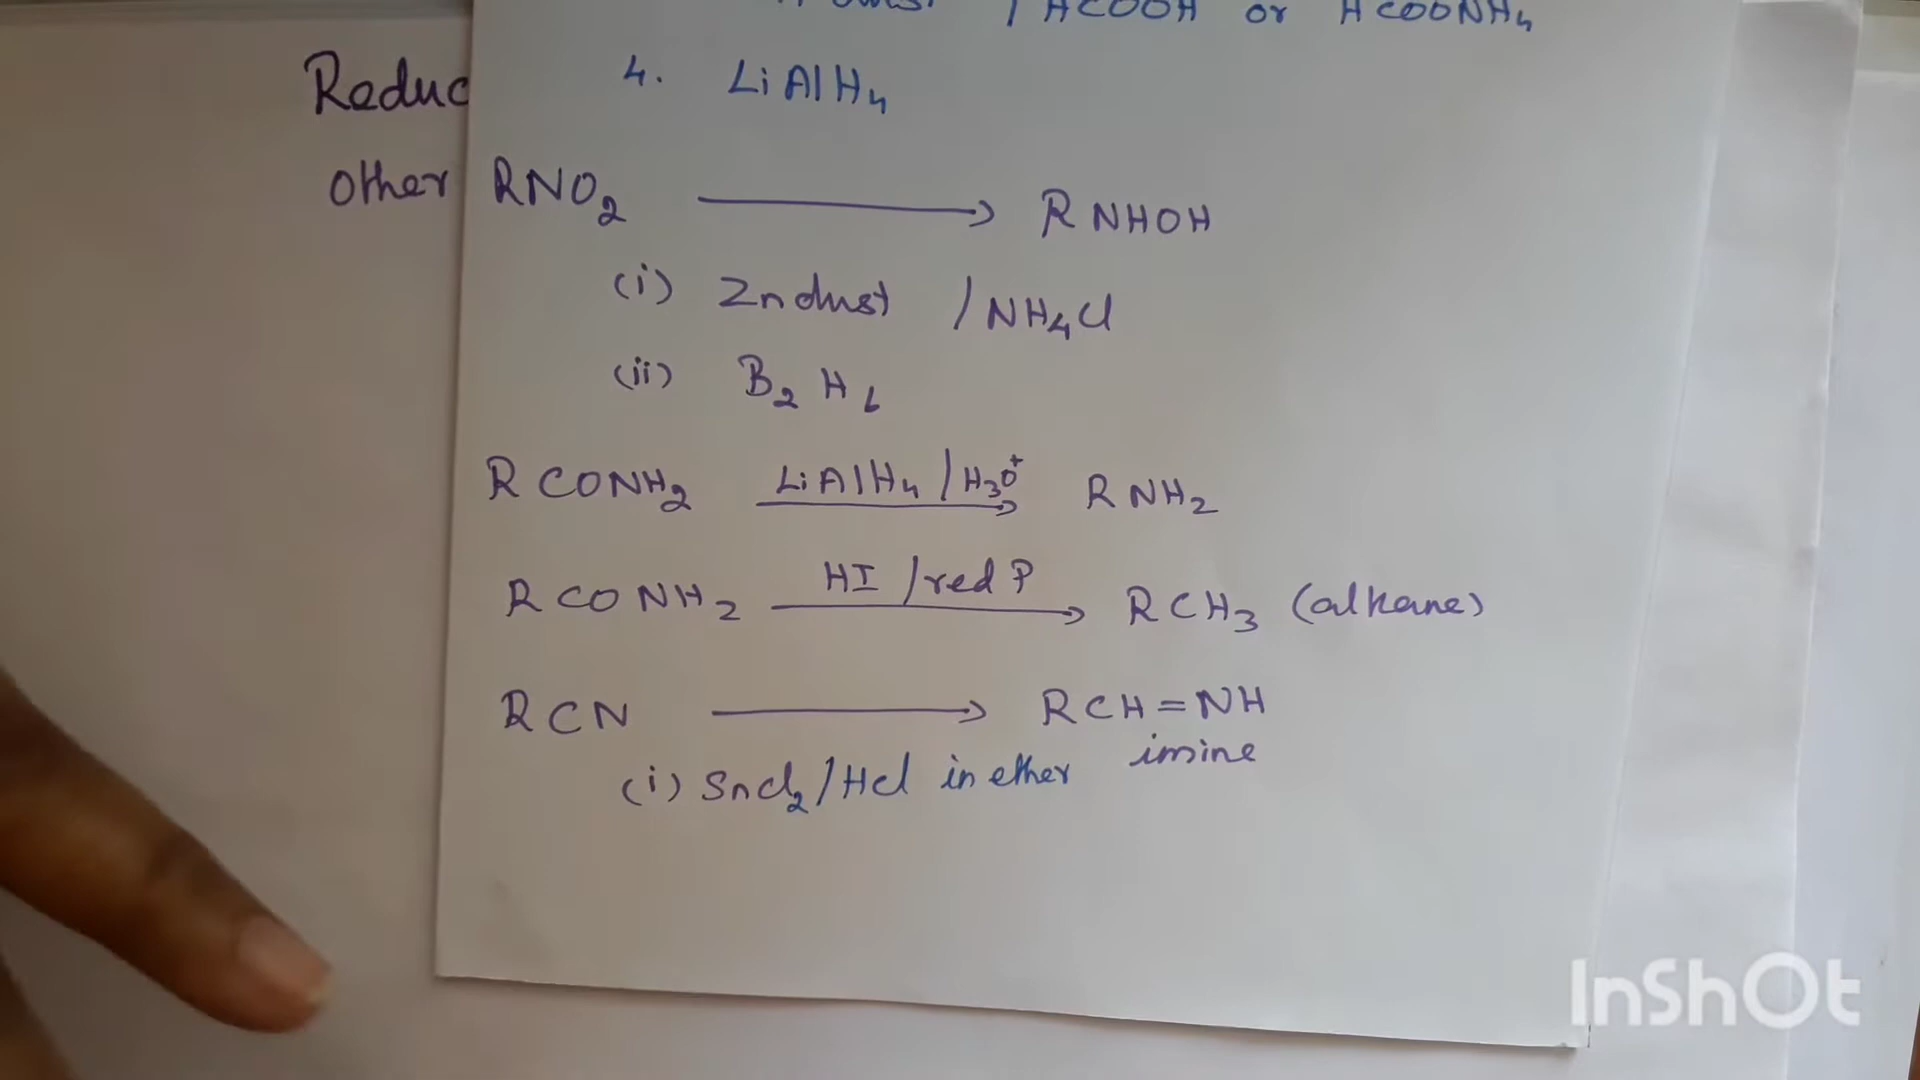 HCOOH or HCOONH4
Reduc
4. LiAlH4
other
RNO2 → RNHOH
(i) Zn dust / NH4Cl
(ii) B2H6
RCONH2 LiAlH4 / H3O+ → RNH2
RCONH2 HI / red P → RCH3 (alkane)
RCN → RCH=NH
imine
(i) SnCl2/HCl in ether
InShOt